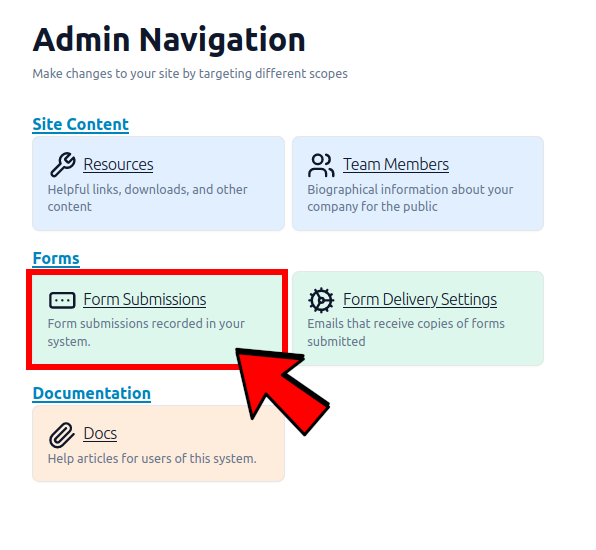 Admin Navigation
Make changes to your site by targeting different scopes
Site Content
Resources
Helpful links, downloads, and other
content
Team Members
Biographical information about your
company for the public
Forms
Form Submissions
Form submissions recorded in your
system.
Form Delivery Settings
Emails that receive copies of forms
submitted
Documentation
Docs
Help articles for users of this system.